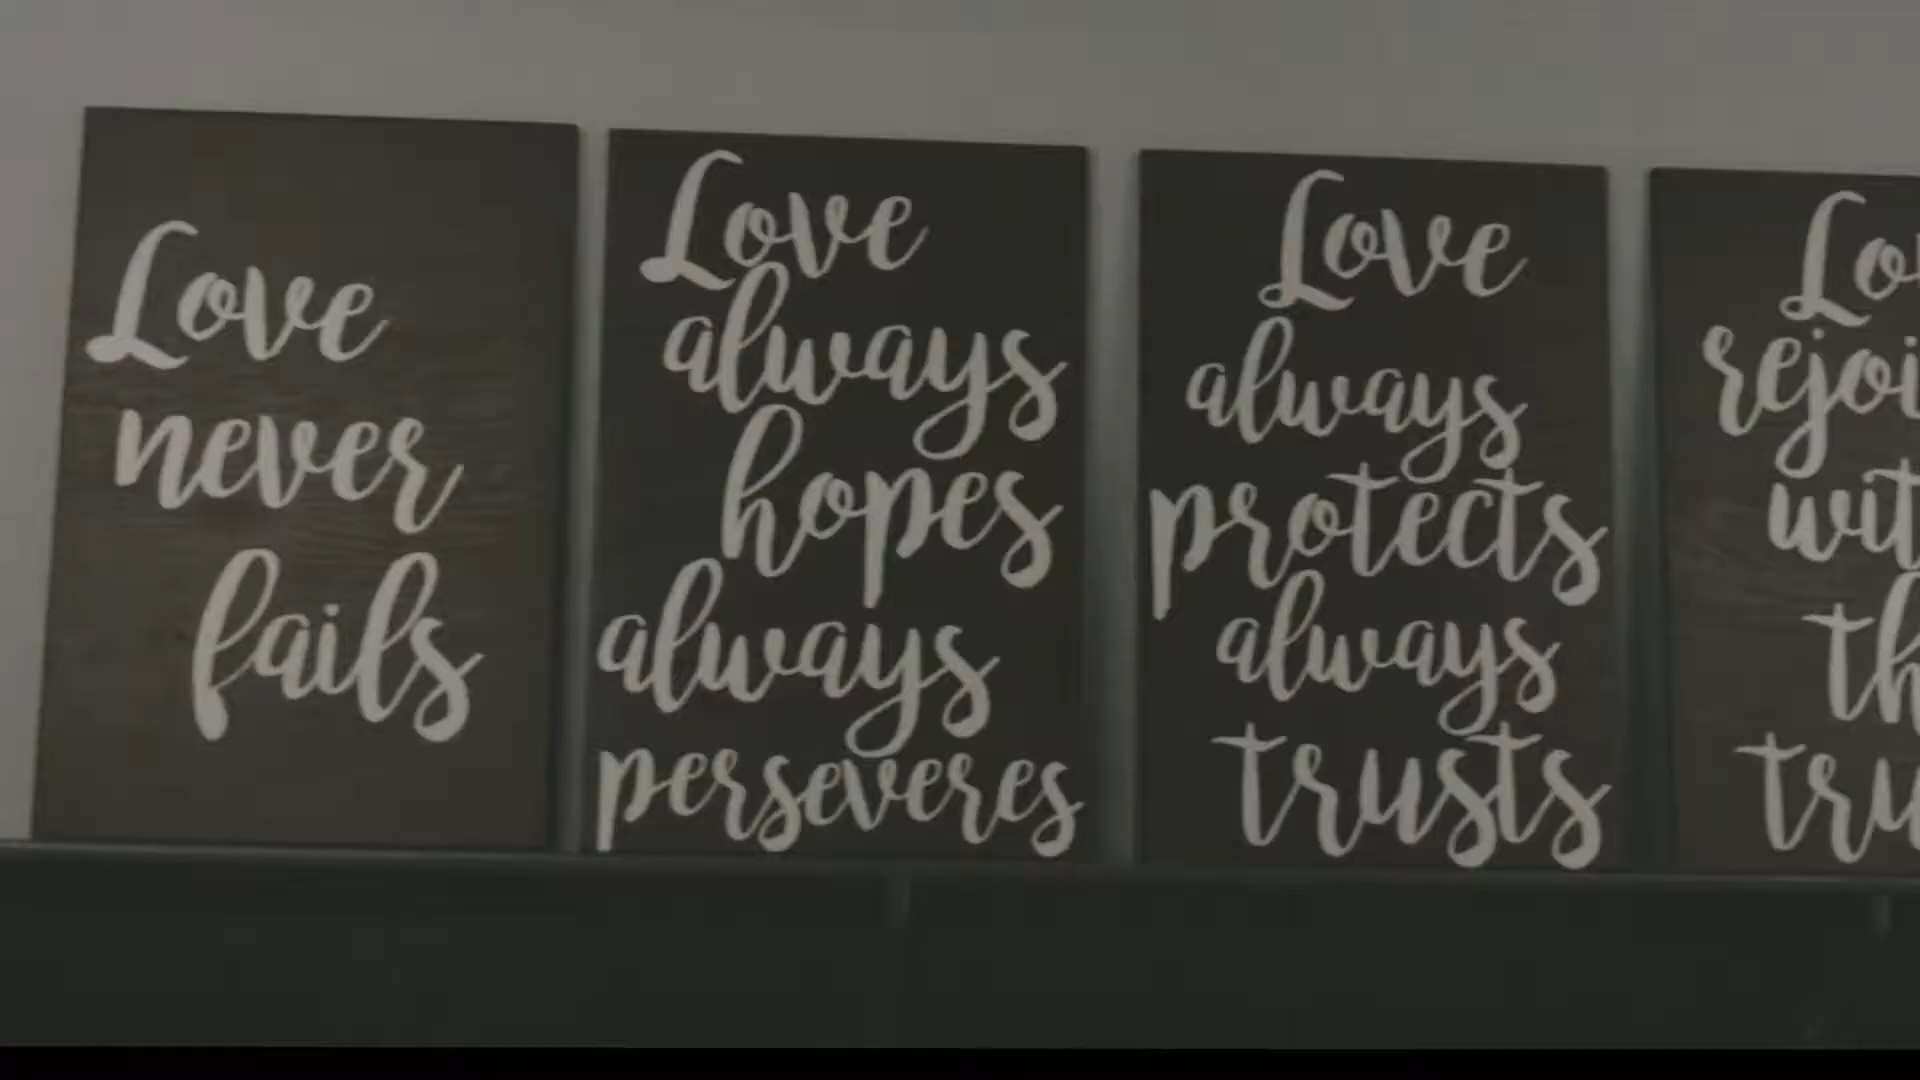 Love
never
fails
Love
always
hopes
always
perseveres
Love
always
protects
always
trusts